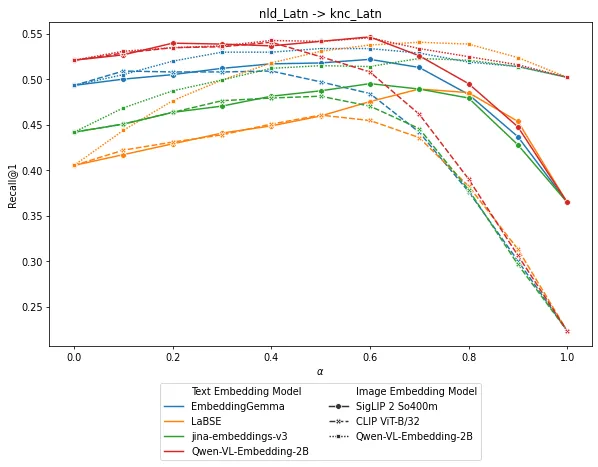 nld_Latn -> knc_Latn
Recall@1
0.55
0.50
0.45
0.40
0.35
0.30
0.25
0.0 0.2 0.4 0.6 0.8 1.0
α
Text Embedding Model Image Embedding Model
EmbeddingGemma SigLIP 2 So400m
LaBSE CLIP ViT-B/32
jina-embeddings-v3 Qwen-VL-Embedding-2B
Qwen-VL-Embedding-2B